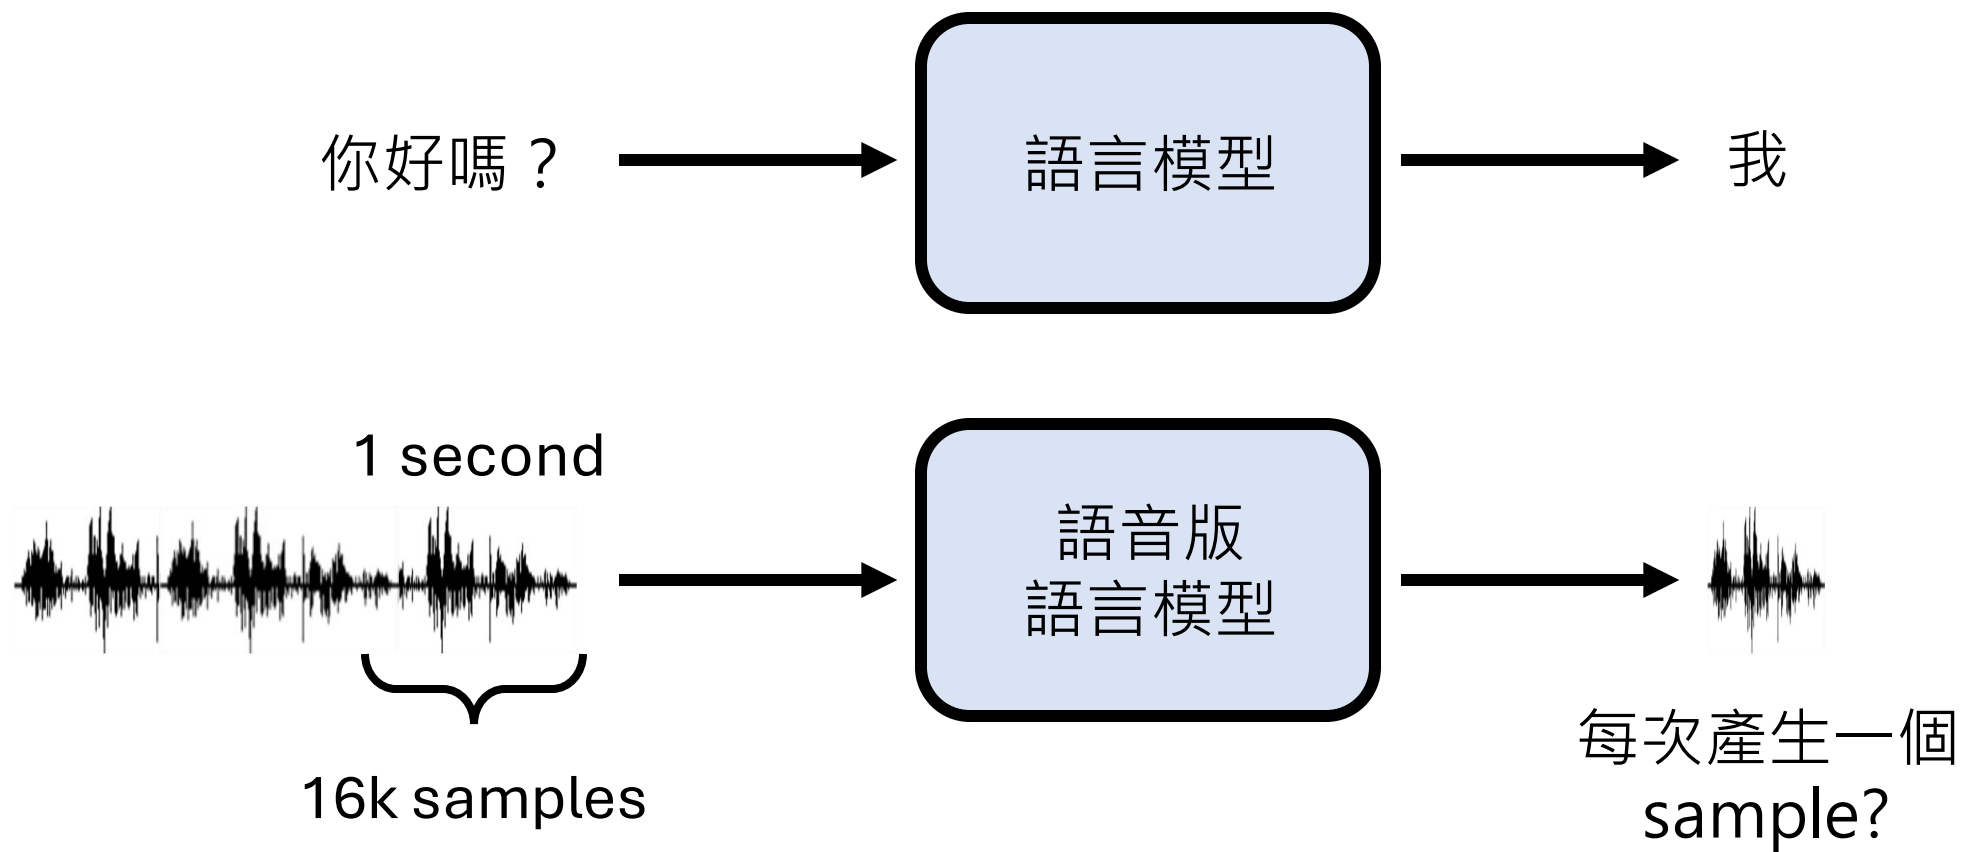 你好嗎？
語言模型
我
1 second
語音版
語言模型
16k samples
每次產生一個
sample?